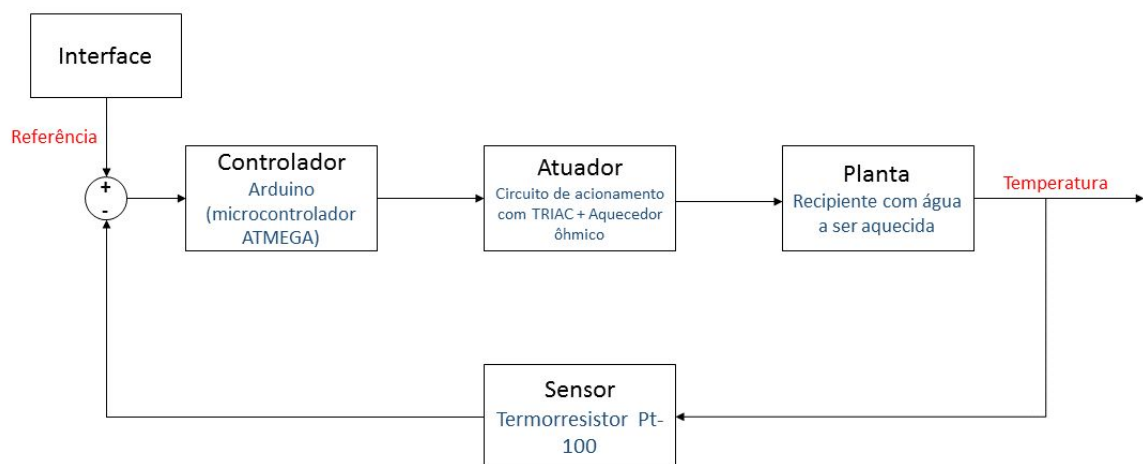 Interface
Referência
+
-
Controlador
Arduino
(microcontrolador
ATMEGA)
Atuador
Circuito de acionamento
com TRIAC + Aquecedor
ôhmico
Planta
Recipiente com água
a ser aquecida
Temperatura
Sensor
Termorresistor Pt-
100